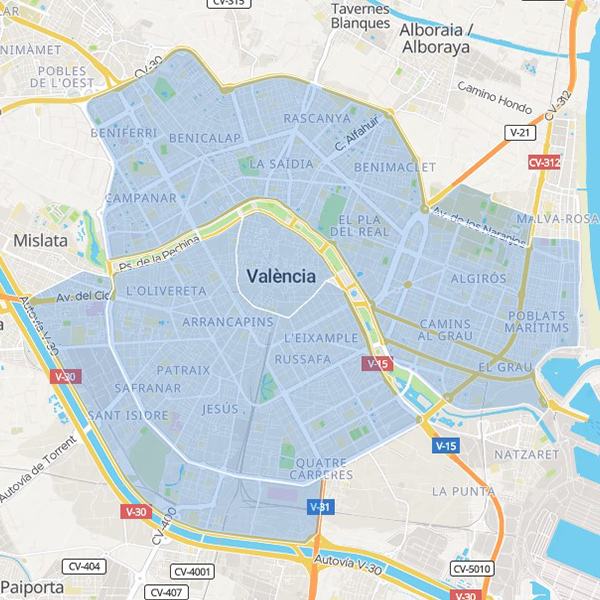 CV-315
Tavernes
Blanques
Alboraia /
Alboraya
CV-30
BENIMÀMET
POBLES
DE L'OEST
Camino Hondo
CV-312
V-21
RASCANYA
C. Alfahuir
BENIFERRI
BENICALAP
LA SAÏDIA
BENIMACLET
CV-312
CAMPANAR
Av. de los Naranjos
MALVA-ROSA
EL PLA
DEL REAL
Mislata
Ps. de la Pechina
València
ALGIRÓS
Av. del Cid
L'OLIVERETA
Autovía V-30
ARRANCAPINS
CAMINS
AL GRAU
POBLATS
MARÍTIMS
L'EIXAMPLE
RUSSAFA
V-15
EL GRAU
V-30
PATRAIX
SAFRANAR
SANT ISIDRE
JESÚS
Autovía de Torrent
V-15
NATZARET
QUATRE
CARRERES
LA PUNTA
V-30
V-31
CV-400
Autovía V-30
CV-404
CV-4001
CV-5010
Paiporta
CV-407
V-30